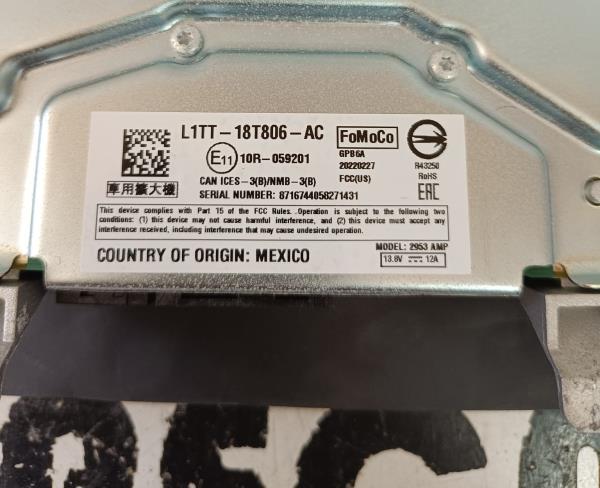 L1TT-18T806-AC
FoMoCo
E11 10R-059201
GPB6A
20220227
FCC(US)
R43250
RoHS
EAC
車用擴大機
CAN ICES-3(B)/NMB-3(B)
SERIAL NUMBER: 8716744058271431
This device complies with Part 15 of the FCC Rules. .Operation is subject to the following two
conditions: (1) this device may not cause harmful interference, and (2) this device must accept any
interference received, including interference that may cause undesired operation.
COUNTRY OF ORIGIN: MEXICO
MODEL: 2953 AMP
13.8V 12A